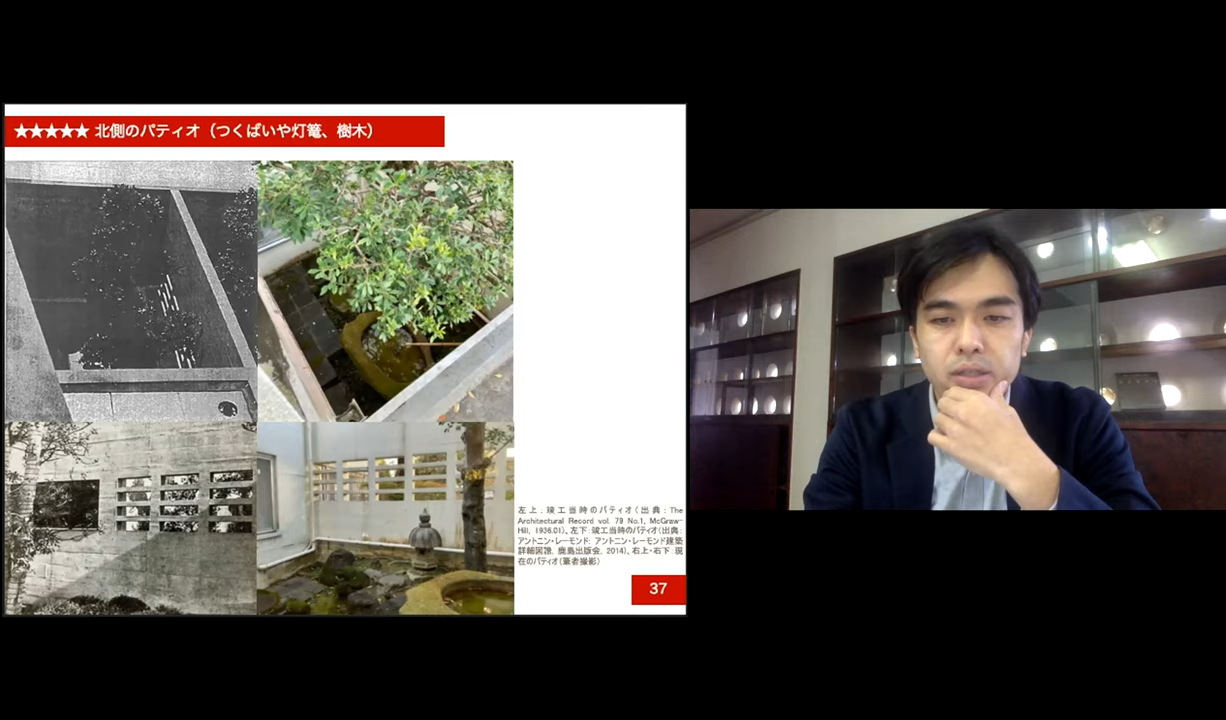 ★★★★★ 北側のパティオ（つくばいや灯篭、樹木）
左上：竣工当時のパティオ（出典：The
Architectural Record vol. 79 No.1, McGraw-
Hill, 1936.01）、左下：竣工当時のパティオ（出典：
アントニン・レーモンド: アントニン・レーモンド建築
詳細図譜, 鹿島出版会, 2014）、右上・右下：現
在のパティオ（筆者撮影）
37